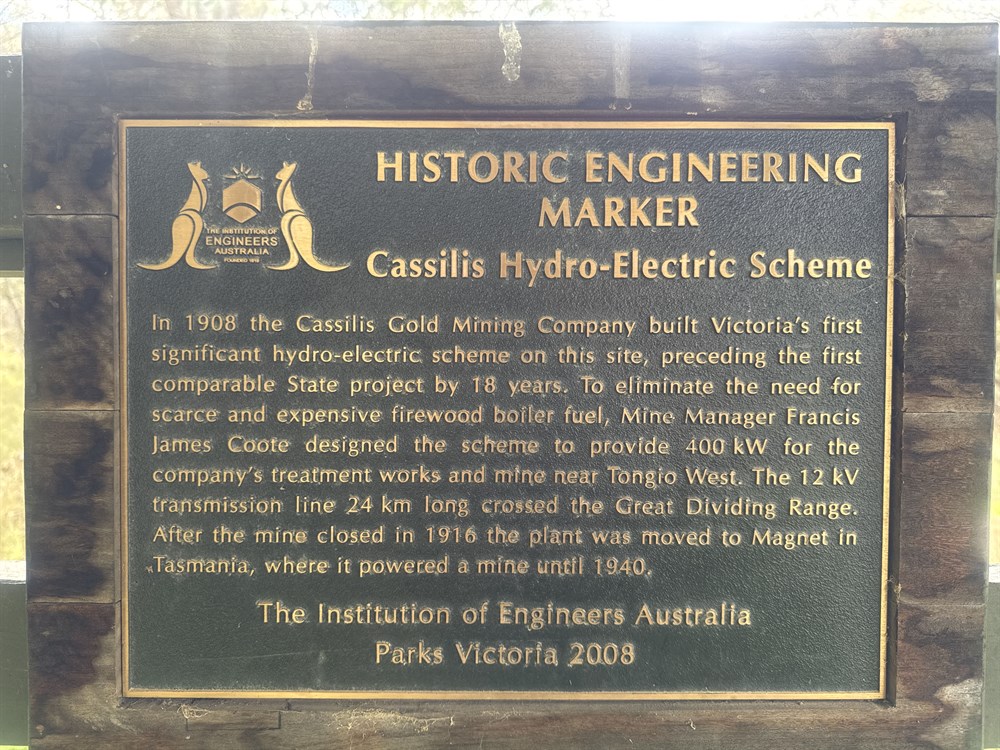 HISTORIC ENGINEERING
MARKER
THE INSTITUTION OF
ENGINEERS
AUSTRALIA
FOUNDED 1919
Cassilis Hydro-Electric Scheme
In 1908 the Cassilis Gold Mining Company built Victoria's first
significant hydro-electric scheme on this site, preceding the first
comparable State project by 18 years. To eliminate the need for
scarce and expensive firewood boiler fuel, Mine Manager Francis
James Coote designed the scheme to provide 400 kW for the
company's treatment works and mine near Tongio West. The 12 kV
transmission line 24 km long crossed the Great Dividing Range.
After the mine closed in 1916 the plant was moved to Magnet in
Tasmania, where it powered a mine until 1940.
The Institution of Engineers Australia
Parks Victoria 2008